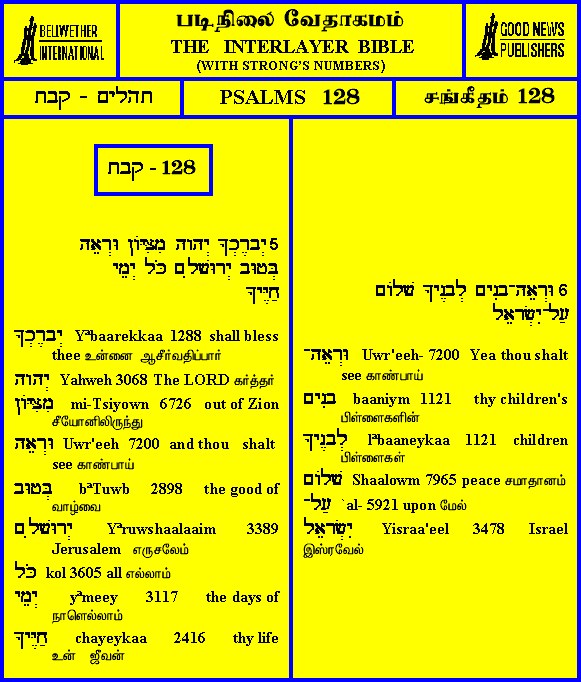 BELLWETHER
INTERNATIONAL
படிநிலை வேதாகமம்
THE INTERLAYER BIBLE
(WITH STRONG'S NUMBERS)
GOOD NEWS
PUBLISHERS
תהלים - קכח
PSALMS 128
சங்கீதம் 128
קכח - 128
5 יְבָרֶכְךָ יְהוָה מִצִּיּוֹן וּרְאֵה
בְּטוּב יְרוּשָׁלִָם כֹּל יְמֵי
חַיֶּיךָ
יְבָרֶכְךָ Yªbaarekkaa 1288 shall bless
thee உன்னை ஆசீர்வதிப்பார்
יְהוָה Yahweh 3068 The LORD கர்த்தர்
מִצִּיּוֹן mi-Tsiyown 6726 out of Zion
சீயோனிலிருந்து
וּרְאֵה Uwr'eeh 7200 and thou shalt
see காண்பாய்
בְּטוּב bªTuwb 2898 the good of
வாழ்வை
יְרוּשָׁלִָם Yªruwshaalaaim 3389
Jerusalem எருசலேம்
כֹּל kol 3605 all எல்லாம்
יְמֵי yªmeey 3117 the days of
நாளெல்லாம்
חַיֶּיךָ chayeykaa 2416 thy life
உன் ஜீவன்
6 וּרְאֵה־בָנִים לְבָנֶיךָ שָׁלוֹם
עַל־יִשְׂרָאֵל
וּרְאֵה־ Uwr'eeh- 7200 Yea thou shalt
see காண்பாய்
בָנִים baaniym 1121 thy children's
பிள்ளைகளின்
לְבָנֶיךָ lªbaaneykaa 1121 children
பிள்ளைகள்
שָׁלוֹם Shaalowm 7965 peace சமாதானம்
עַל־ `al- 5921 upon மேல்
יִשְׂרָאֵל Yisraa'eel 3478 Israel
இஸ்ரவேல்